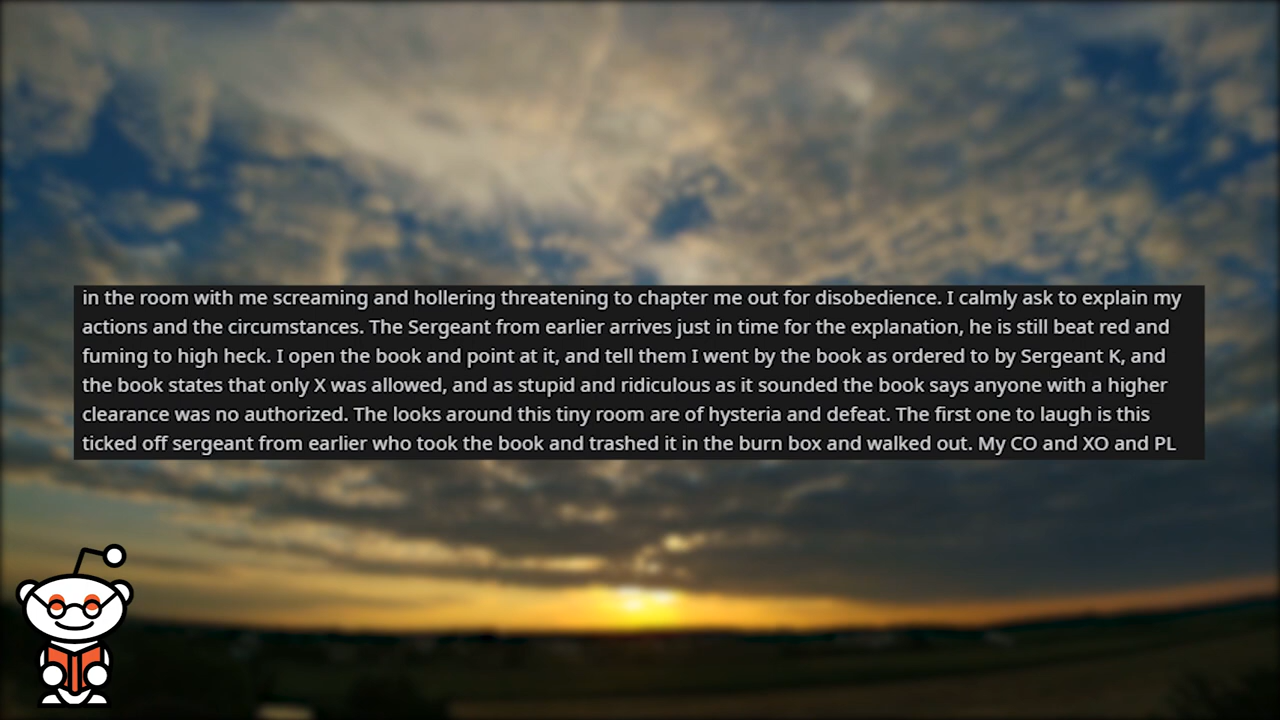 in the room with me screaming and hollering threatening to chapter me out for disobedience. I calmly ask to explain my
actions and the circumstances. The Sergeant from earlier arrives just in time for the explanation, he is still beat red and
fuming to high heck. I open the book and point at it, and tell them I went by the book as ordered to by Sergeant K, and
the book states that only X was allowed, and as stupid and ridiculous as it sounded the book says anyone with a higher
clearance was no authorized. The looks around this tiny room are of hysteria and defeat. The first one to laugh is this
ticked off sergeant from earlier who took the book and trashed it in the burn box and walked out. My CO and XO and PL